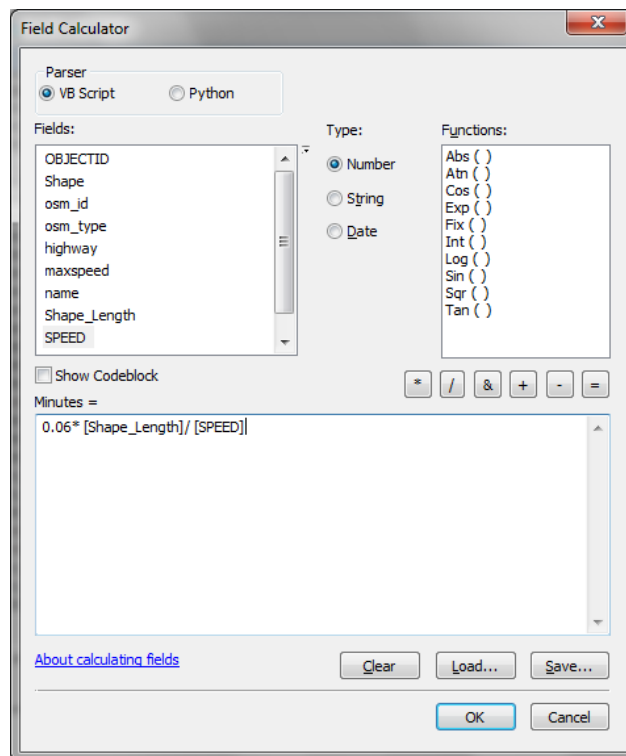 Field Calculator
Parser
VB Script Python
Fields: Type: Functions:
OBJECTID
Shape
osm_id
osm_type
highway
maxspeed
name
Shape_Length
SPEED
Number
String
Date
Abs ( )
Atn ( )
Cos ( )
Exp ( )
Fix ( )
Int ( )
Log ( )
Sin ( )
Sqr ( )
Tan ( )
Show Codeblock
* / & + - =
Minutes =
0.06* [Shape_Length]/ [SPEED]
About calculating fields
Clear Load... Save...
OK Cancel